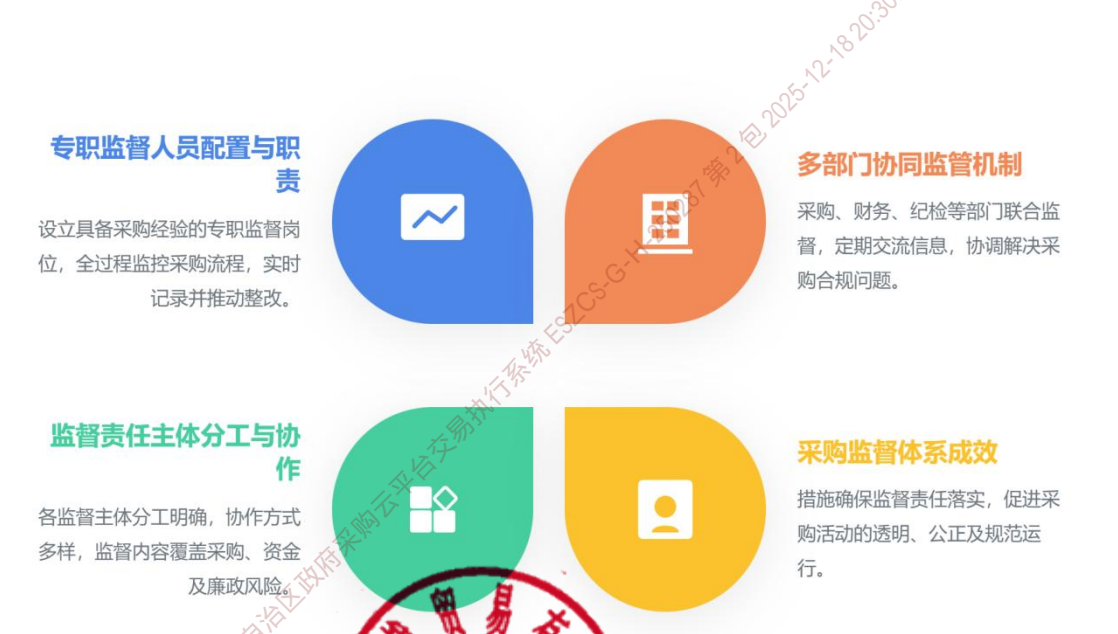 专职监督人员配置与职
责
设立具备采购经验的专职监督岗
位，全过程监控采购流程，实时
记录并推动整改。
多部门协同监管机制
采购、财务、纪检等部门联合监
督，定期交流信息，协调解决采
购合规问题。
监督责任主体分工与协
作
各监督主体分工明确，协作方式
多样，监督内容覆盖采购、资金
及廉政风险。
采购监督体系成效
措施确保监督责任落实，促进采
购活动的透明、公正及规范运
行。
自治区政府采购云平台交易执行系统 ESZCS-G-H-250287 第 2 包 2025-12-18 20:30
贸易